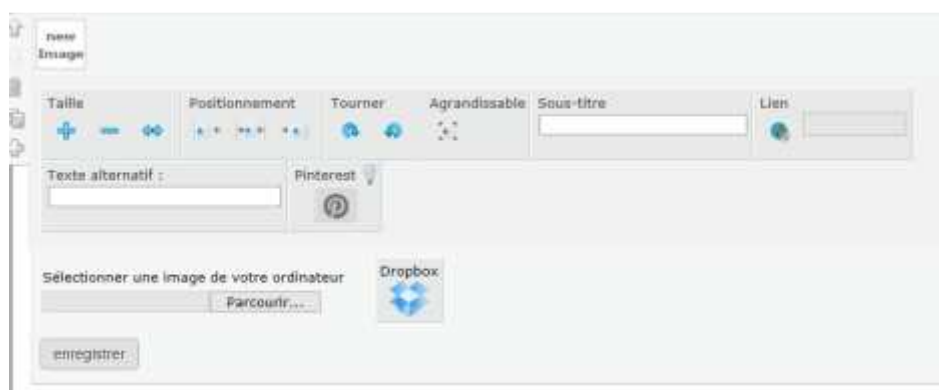 new
Image
Taille Positionnement Tourner Agrandissable Sous-titre Lien
Texte alternatif : Pinterest
Sélectionner une image de votre ordinateur Dropbox
Parcourir...
enregistrer